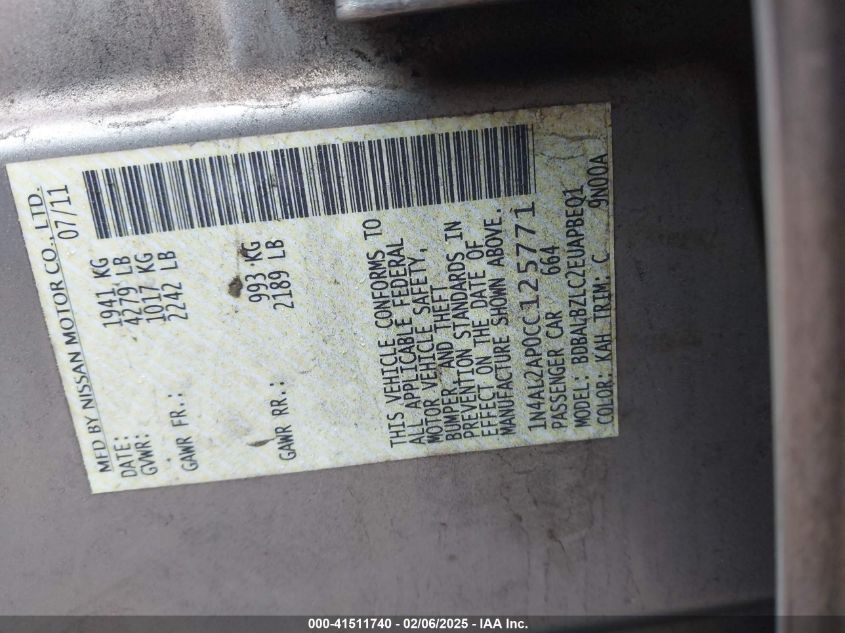 MFD BY NISSAN MOTOR CO., LTD.
DATE: 07/11
GVWR: 1941 KG
4279 LB
GAWR FR.: 1017 KG
2242 LB
GAWR RR.: 993 KG
2189 LB
THIS VEHICLE CONFORMS TO
ALL APPLICABLE FEDERAL
MOTOR VEHICLE SAFETY,
BUMPER, AND THEFT
PREVENTION STANDARDS IN
EFFECT ON THE DATE OF
MANUFACTURE SHOWN ABOVE.
1N4AL2AP0CC125771
PASSENGER CAR 664
MODEL: BDBALBZLC2EUAPBEQ1
COLOR: KAH TRIM: C 9N00A
000-41511740 - 02/06/2025 - IAA Inc.